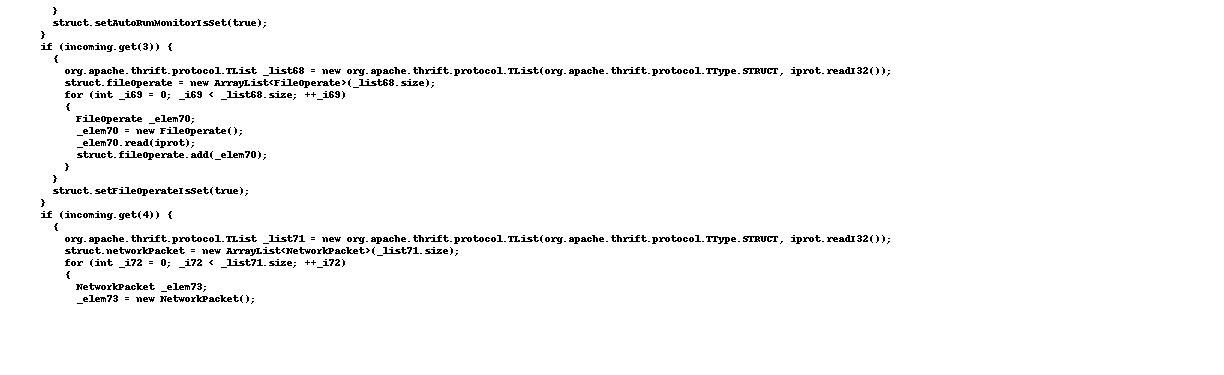 }
struct.setAutoRunMonitorIsSet(true);
}
if (incoming.get(3)) {
{
org.apache.thrift.protocol.TList _list68 = new org.apache.thrift.protocol.TList(org.apache.thrift.protocol.TType.STRUCT, iprot.readI32());
struct.fileOperate = new ArrayList<FileOperate>(_list68.size);
for (int _i69 = 0; _i69 < _list68.size; ++_i69)
{
FileOperate _elem70;
_elem70 = new FileOperate();
_elem70.read(iprot);
struct.fileOperate.add(_elem70);
}
}
struct.setFileOperateIsSet(true);
}
if (incoming.get(4)) {
{
org.apache.thrift.protocol.TList _list71 = new org.apache.thrift.protocol.TList(org.apache.thrift.protocol.TType.STRUCT, iprot.readI32());
struct.networkPacket = new ArrayList<NetworkPacket>(_list71.size);
for (int _i72 = 0; _i72 < _list71.size; ++_i72)
{
NetworkPacket _elem73;
_elem73 = new NetworkPacket();